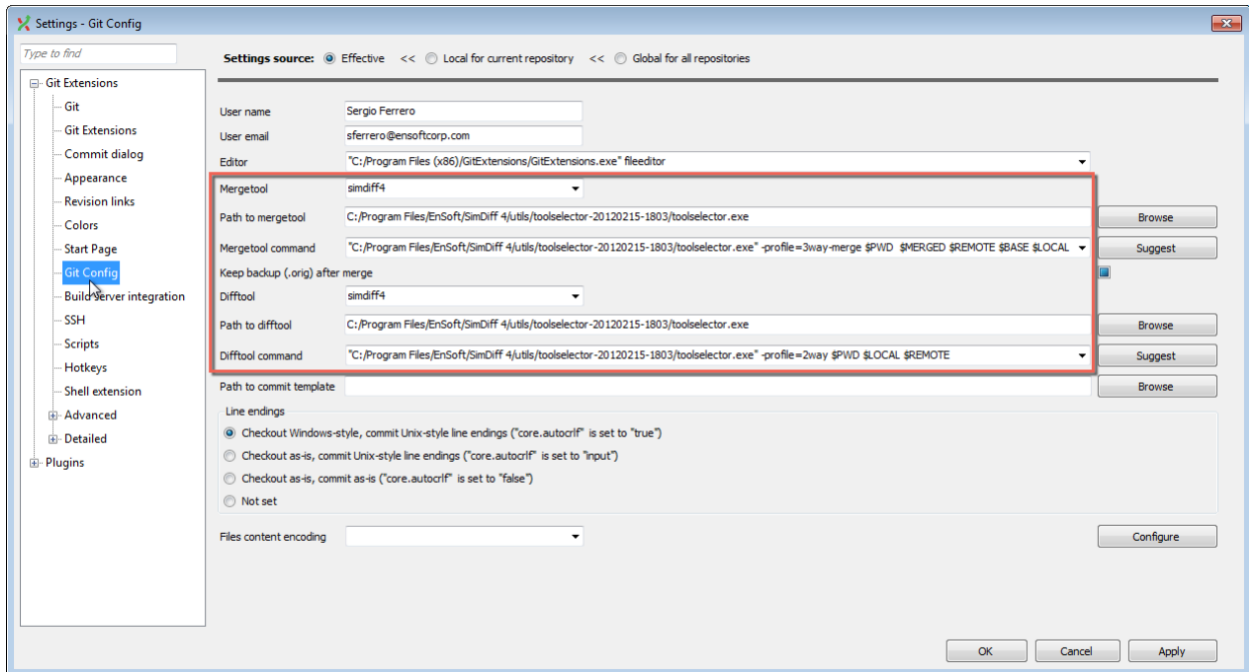 Settings - Git Config
Type to find
Settings source: Effective << Local for current repository << Global for all repositories
Git Extensions
Git
Git Extensions
Commit dialog
Appearance
Revision links
Colors
Start Page
Git Config
Build Server integration
SSH
Scripts
Hotkeys
Shell extension
Advanced
Detailed
Plugins
User name Sergio Ferrero
User email sferrero@ensoftcorp.com
Editor "C:/Program Files (x86)/GitExtensions/GitExtensions.exe" fileeditor
Mergetool simdiff4
Path to mergetool C:/Program Files/EnSoft/SimDiff 4/utils/toolselector-20120215-1803/toolselector.exe Browse
Mergetool command "C:/Program Files/EnSoft/SimDiff 4/utils/toolselector-20120215-1803/toolselector.exe" -profile=3way-merge $PWD $MERGED $REMOTE $BASE $LOCAL Suggest
Keep backup (.orig) after merge
Difftool simdiff4
Path to difftool C:/Program Files/EnSoft/SimDiff 4/utils/toolselector-20120215-1803/toolselector.exe Browse
Difftool command "C:/Program Files/EnSoft/SimDiff 4/utils/toolselector-20120215-1803/toolselector.exe" -profile=2way $PWD $LOCAL $REMOTE Suggest
Path to commit template Browse
Line endings
Checkout Windows-style, commit Unix-style line endings ("core.autocrlf" is set to "true")
Checkout as-is, commit Unix-style line endings ("core.autocrlf" is set to "input")
Checkout as-is, commit as-is ("core.autocrlf" is set to "false")
Not set
Files content encoding Configure
OK Cancel Apply